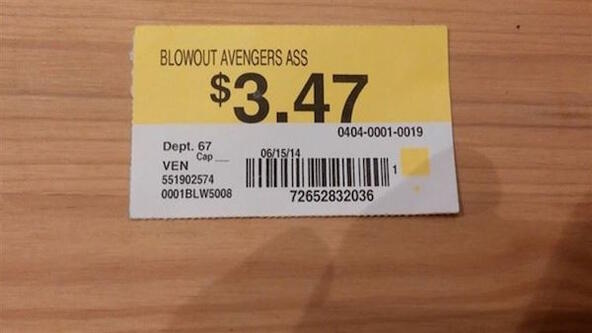 BLOWOUT AVENGERS ASS
$3.47
0404-0001-0019
Dept. 67
Cap __
VEN
06/15/14
551902574
1
0001BLW5008
72652832036